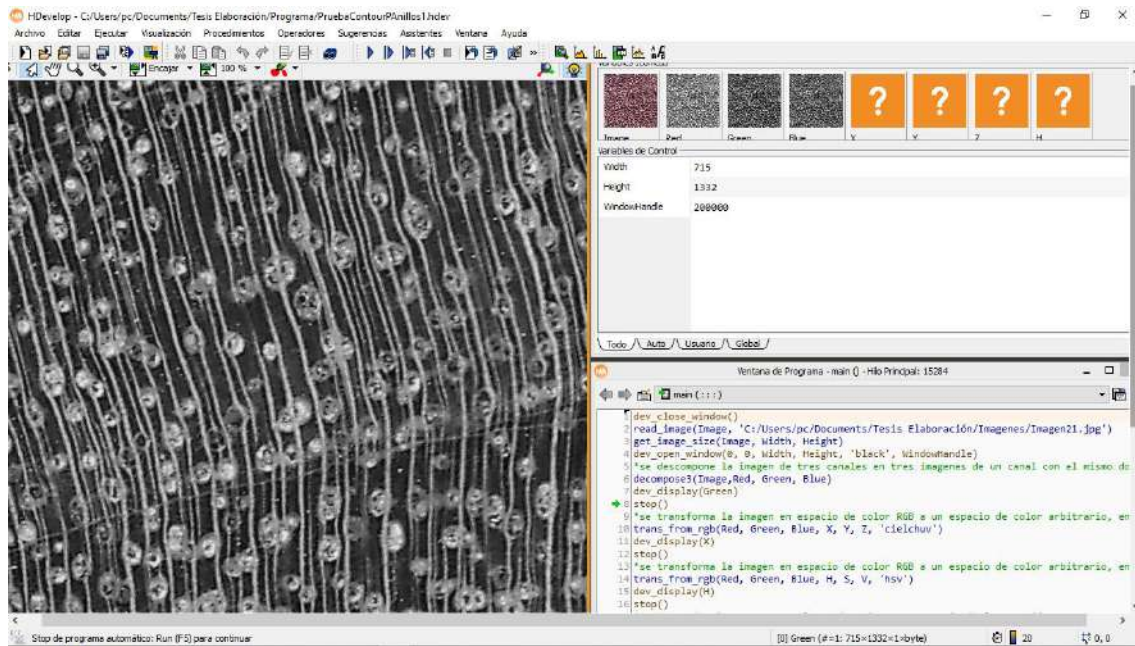 HDevelop - C:/Users/pc/Documents/Tesis Elaboración/Programa/PruebaContourPAnillos1.hdev
Archivo Editar Ejecutar Visualización Procedimientos Operadores Sugerencias Asistentes Ventana Ayuda
Encajar 100 %
Image Red Green Blue X Y Z H
Variables de Control
Width 715
Height 1332
WindowHandle 200000
Todo Auto Usuario Global
Ventana de Programa - main () - Hilo Principal: 15284
main ( : : : )
1 dev_close_window()
2 read_image(Image, 'C:/Users/pc/Documents/Tesis Elaboración/Imagenes/Imagen21.jpg')
3 get_image_size(Image, Width, Height)
4 dev_open_window(0, 0, Width, Height, 'black', WindowHandle)
5 *se descompone la imagen de tres canales en tres imagenes de un canal con el mismo do
6 decompose3(Image,Red, Green, Blue)
7 dev_display(Green)
8 stop()
9 *se transforma la imagen en espacio de color RGB a un espacio de color arbitrario, en
10 trans_from_rgb(Red, Green, Blue, X, Y, Z, 'cielchuv')
11 dev_display(X)
12 stop()
13 *se transforma la imagen en espacio de color RGB a un espacio de color arbitrario, en
14 trans_from_rgb(Red, Green, Blue, H, S, V, 'hsv')
15 dev_display(H)
16 stop()
Stop de programa automático: Run (F5) para continuar
[0] Green (#=1: 715×1332×1×byte) 20 0, 0